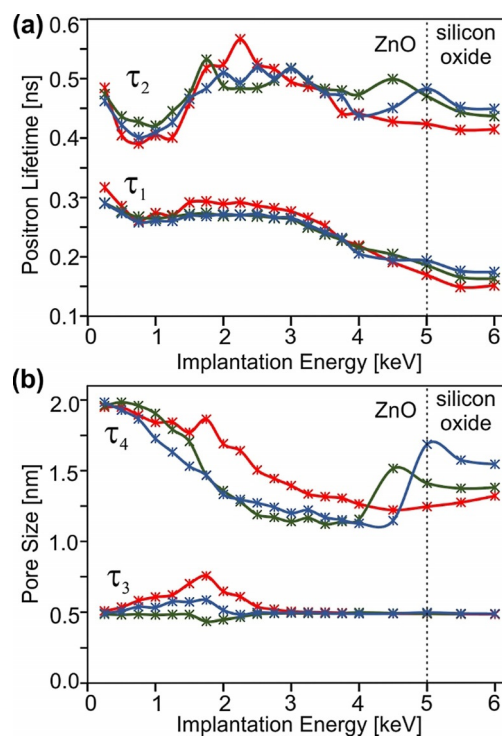 (a)
0.6
0.5
0.4
0.3
0.2
0.1
Positron Lifetime [ns]
τ2
τ1
ZnO
silicon
oxide
0 1 2 3 4 5 6
Implantation Energy [keV]
(b)
2.0
1.5
1.0
0.5
0.0
Pore Size [nm]
τ4
τ3
ZnO
silicon
oxide
0 1 2 3 4 5 6
Implantation Energy [keV]